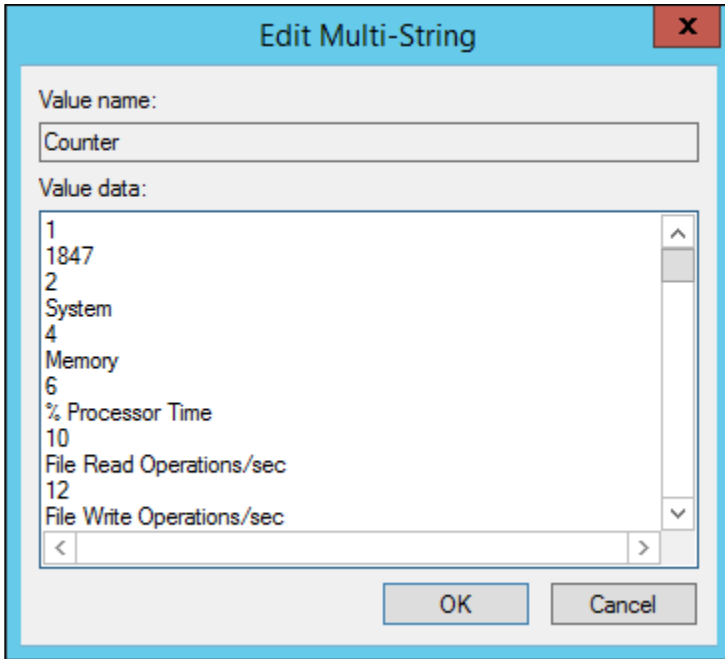 Edit Multi-String
x
Value name:
Counter
Value data:
1
1847
2
System
4
Memory
6
% Processor Time
10
File Read Operations/sec
12
File Write Operations/sec
OK
Cancel